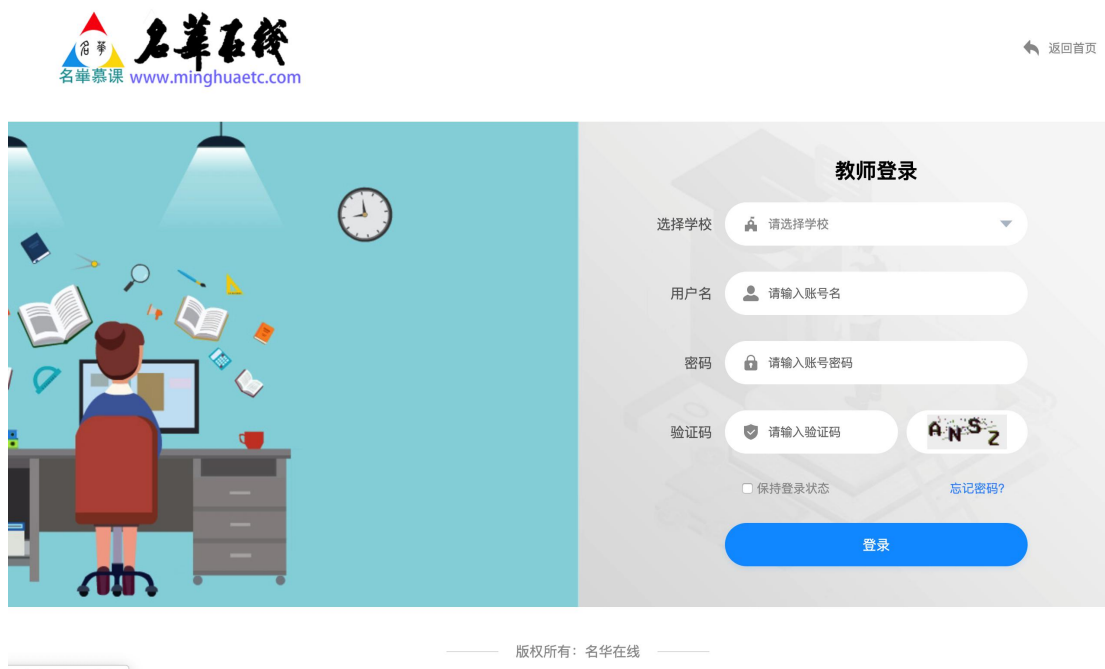 名華
名華在线
名崋慕课 www.minghuaetc.com
返回首页
教师登录
选择学校 请选择学校
用户名 请输入账号名
密码 请输入账号密码
验证码 请输入验证码 ANSZ
保持登录状态 忘记密码?
登录
版权所有：名华在线